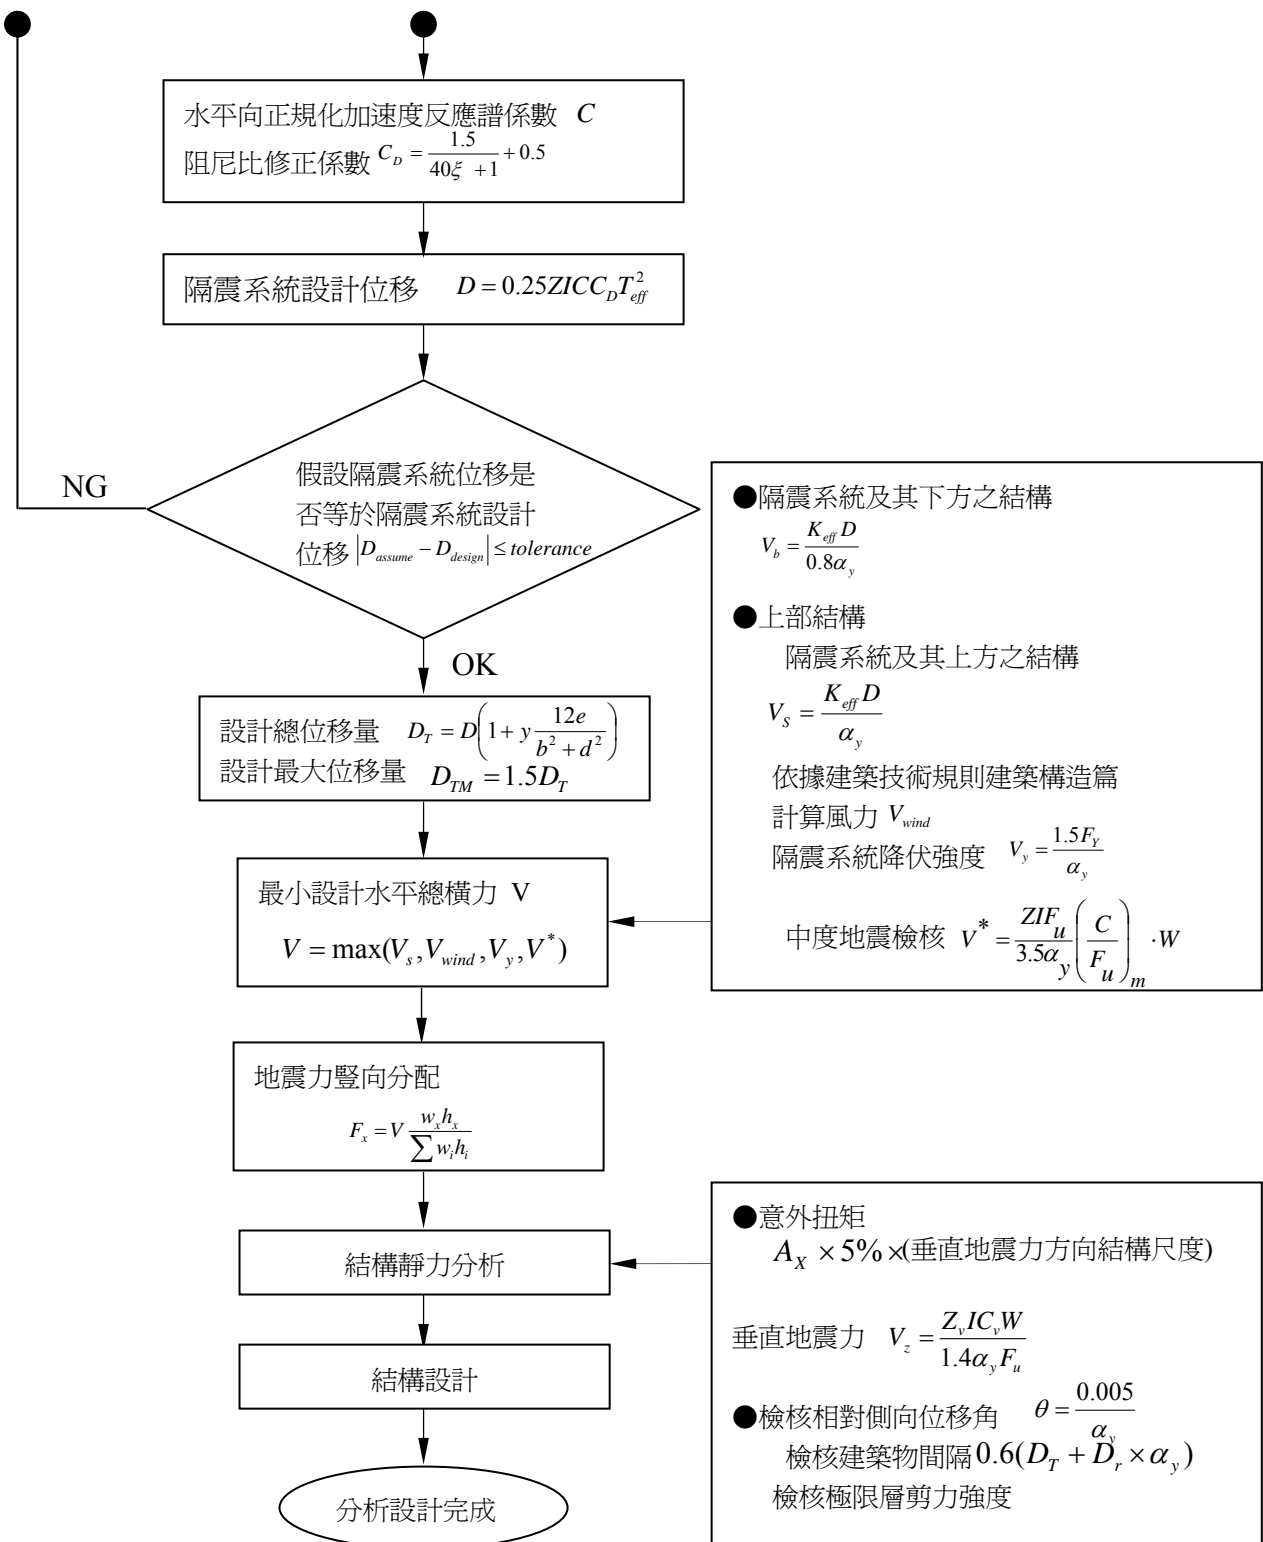 水平向正規化加速度反應譜係數 C
阻尼比修正係數 C_D = 1.5 / (40ξ + 1) + 0.5
隔震系統設計位移 D = 0.25ZICC_D T_eff^2
假設隔震系統位移是
否等於隔震系統設計
位移 |D_assume − D_design| ≤ tolerance
NG
OK
設計總位移量 D_T = D(1 + y 12e / (b^2 + d^2))
設計最大位移量 D_TM = 1.5D_T
最小設計水平總橫力 V
V = max(V_s, V_wind, V_y, V^*)
地震力豎向分配
F_x = V w_x h_x / ∑ w_i h_i
結構靜力分析
結構設計
分析設計完成
●隔震系統及其下方之結構
V_b = K_eff D / 0.8α_y
●上部結構
隔震系統及其上方之結構
V_S = K_eff D / α_y
依據建築技術規則建築構造篇
計算風力 V_wind
隔震系統降伏強度 V_y = 1.5F_Y / α_y
中度地震檢核 V^* = ZIF_u / 3.5α_y (C / F_u)_m ·W
●意外扭矩
A_X × 5% ×(垂直地震力方向結構尺度)
垂直地震力 V_z = Z_v I C_v W / 1.4α_y F_u
●檢核相對側向位移角 θ = 0.005 / α_y
檢核建築物間隔 0.6(D_T + D_r × α_y)
檢核極限層剪力強度